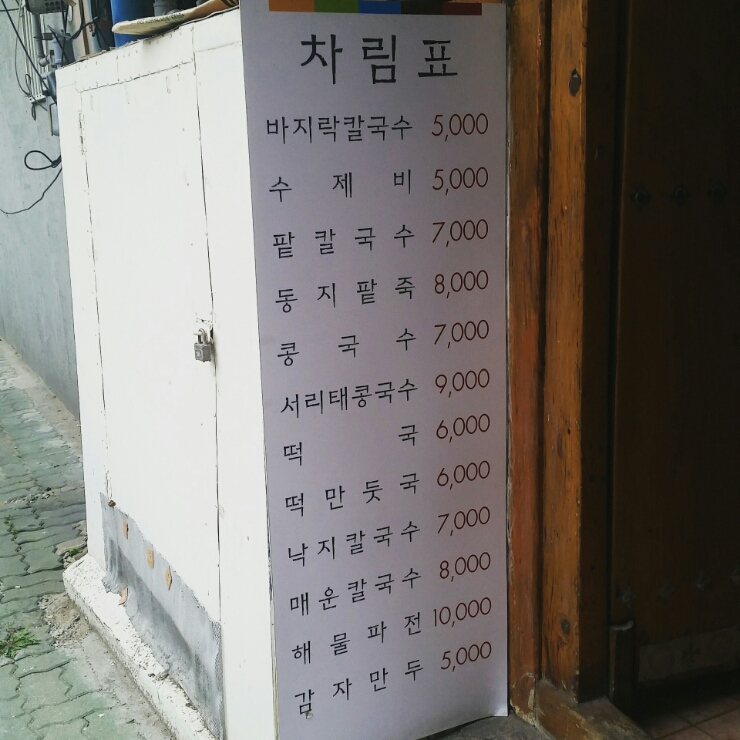 차림표
바지락칼국수 5,000
수제비 5,000
팥칼국수 7,000
동지팥죽 8,000
콩국수 7,000
서리태콩국수 9,000
떡국 6,000
떡만둣국 6,000
낙지칼국수 7,000
매운칼국수 8,000
해물파전 10,000
감자만두 5,000